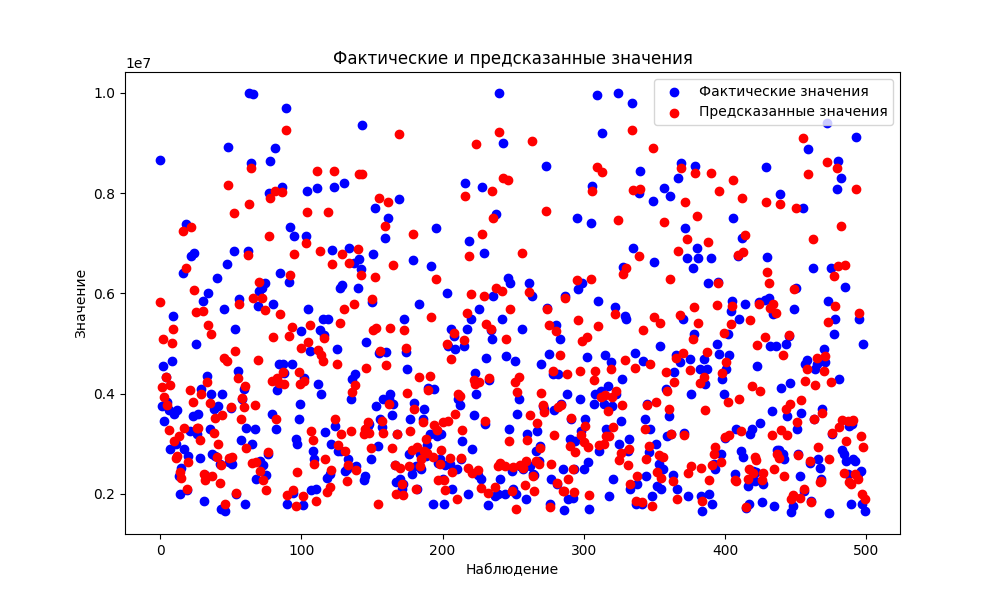 Фактические и предсказанные значения
1e7
1.0
0.8
0.6
0.4
0.2
Значение
Фактические значения
Предсказанные значения
0 100 200 300 400 500
Наблюдение